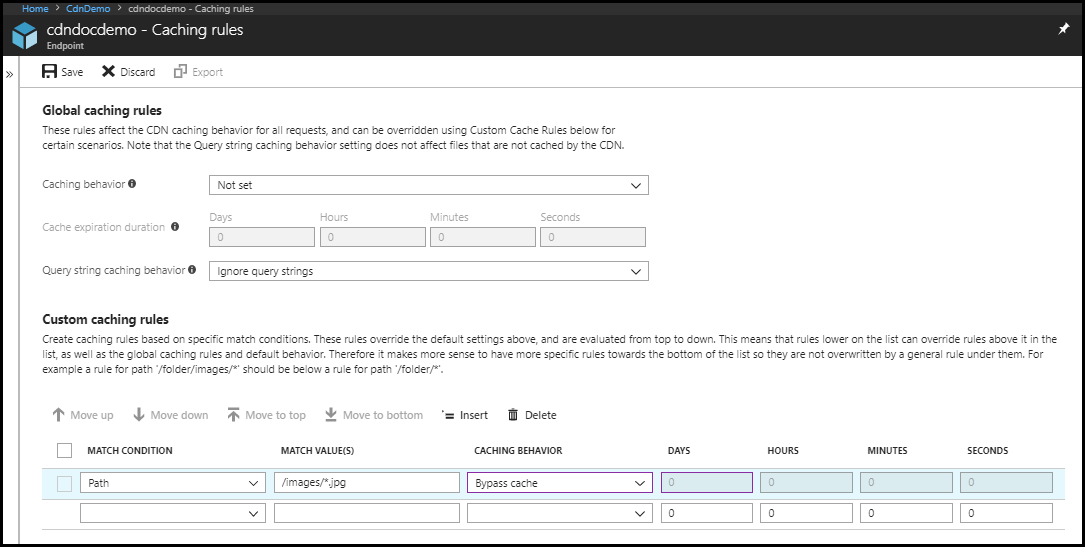 Home > CdnDemo > cdndocdemo - Caching rules
cdndocdemo - Caching rules
Endpoint
» Save Discard Export
Global caching rules
These rules affect the CDN caching behavior for all requests, and can be overridden using Custom Cache Rules below for
certain scenarios. Note that the Query string caching behavior setting does not affect files that are not cached by the CDN.
Caching behavior Not set
Days Hours Minutes Seconds
Cache expiration duration 0 0 0 0
Query string caching behavior Ignore query strings
Custom caching rules
Create caching rules based on specific match conditions. These rules override the default settings above, and are evaluated from top to down. This means that rules lower on the list can override rules above it in the
list, as well as the global caching rules and default behavior. Therefore it makes more sense to have more specific rules towards the bottom of the list so they are not overwritten by a general rule under them. For
example a rule for path '/folder/images/*' should be below a rule for path '/folder/*'.
Move up Move down Move to top Move to bottom Insert Delete
MATCH CONDITION MATCH VALUE(S) CACHING BEHAVIOR DAYS HOURS MINUTES SECONDS
Path /images/*.jpg Bypass cache 0 0 0 0
0 0 0 0